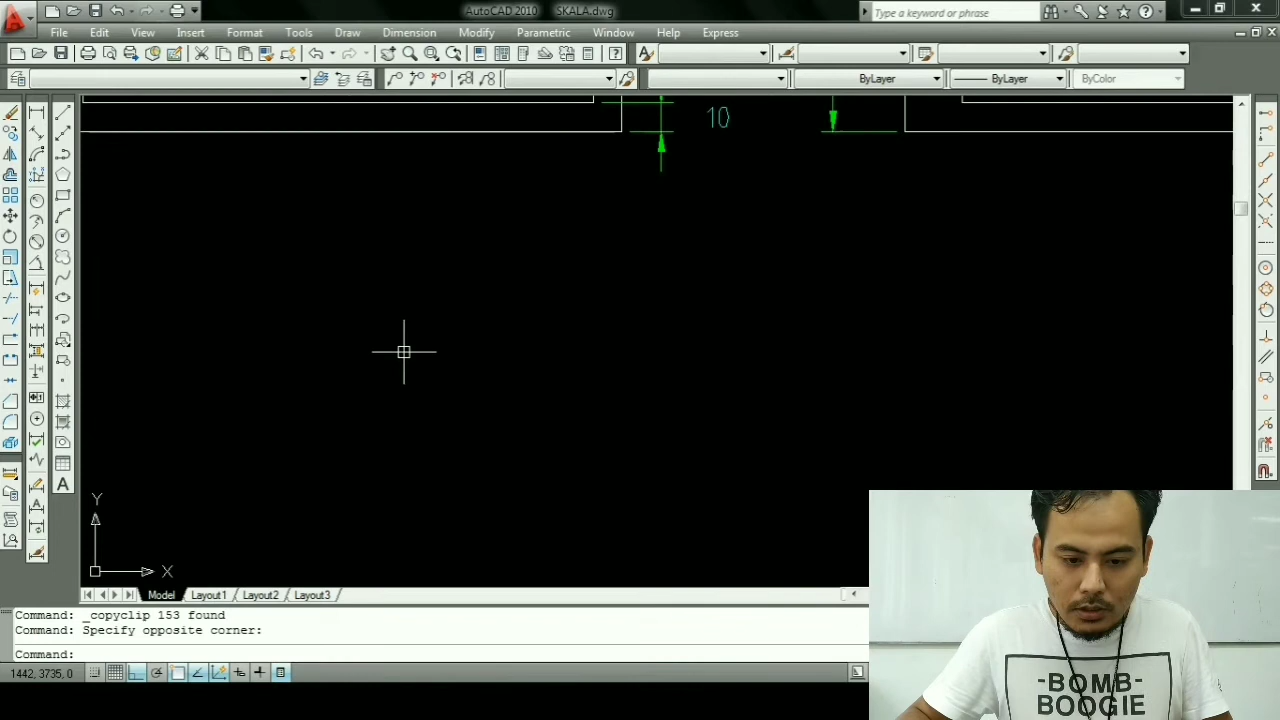 AutoCAD 2010 SKALA.dwg
Type a keyword or phrase
File Edit View Insert Format Tools Draw Dimension Modify Parametric Window Help Express
ByLayer ByLayer ByColor
10
Y
X
Model Layout1 Layout2 Layout3
Command: _copyclip 153 found
Command: Specify opposite corner:
Command:
1442, 3735, 0
-BOMB-
BOOGIE